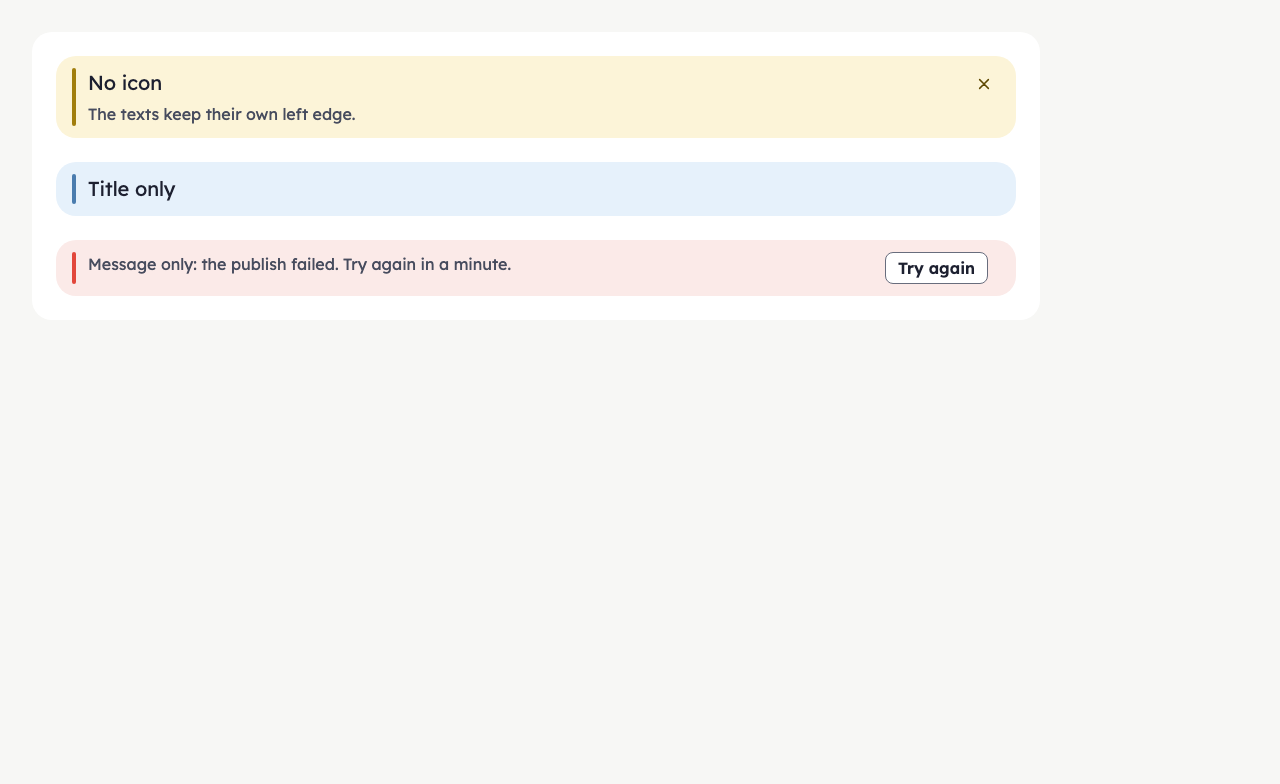 No icon
The texts keep their own left edge.
Title only
Message only: the publish failed. Try again in a minute.
Try again